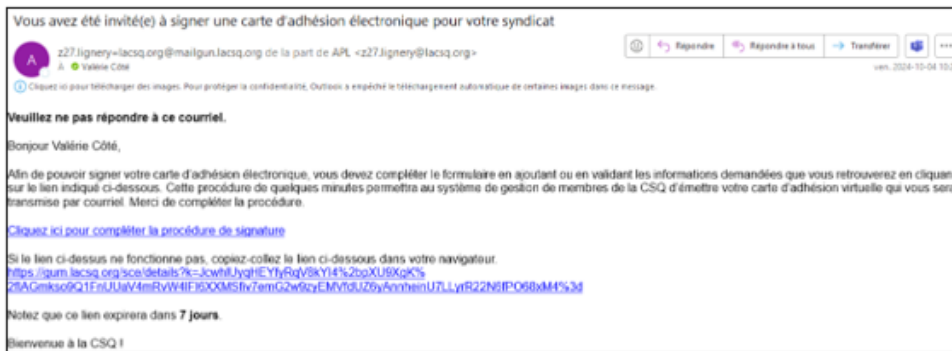 Vous avez été invité(e) à signer une carte d'adhésion électronique pour votre syndicat
A
z27.lignery=lacsq.org@mailgun.lacsq.org de la part de APL <z27.lignery@lacsq.org>
À Valérie Côté
Répondre
Répondre à tous
Transférer
ven. 2024-10-04 10:
Cliquez ici pour télécharger des images. Pour protéger la confidentialité, Outlook a empêché le téléchargement automatique de certaines images dans ce message.
Veuillez ne pas répondre à ce courriel.
Bonjour Valérie Côté,
Afin de pouvoir signer votre carte d'adhésion électronique, vous devez compléter le formulaire en ajoutant ou en validant les informations demandées que vous retrouverez en cliquan
sur le lien indiqué ci-dessous. Cette procédure de quelques minutes permettra au système de gestion de membres de la CSQ d'émettre votre carte d'adhésion virtuelle qui vous sera
transmise par courriel. Merci de compléter la procédure.
Cliquez ici pour compléter la procédure de signature
Si le lien ci-dessous ne fonctionne pas, copiez-collez le lien ci-dessous dans votre navigateur.
Notez que ce lien expirera dans 7 jours.
Bienvenue à la CSQ !